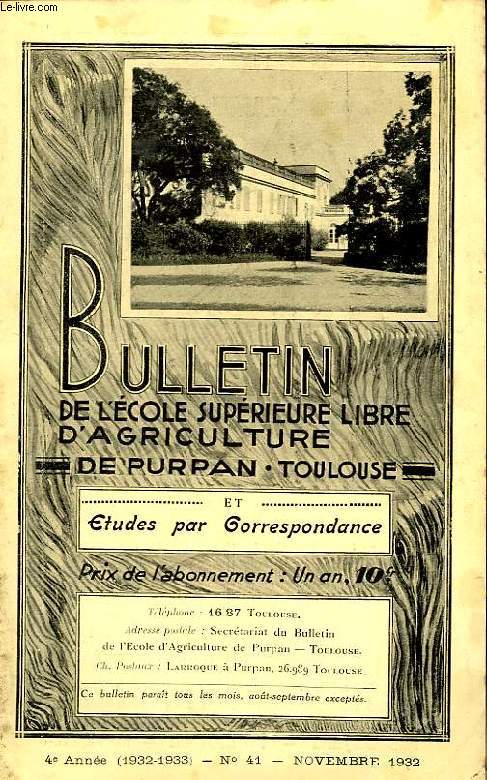 Le-livre.com
BULLETIN
DE L'ÉCOLE SUPÉRIEURE LIBRE
D'AGRICULTURE
DE PURPAN • TOULOUSE
ET
Etudes par Correspondance
Prix de l'abonnement : Un an, 10 f
Téléphone : 16 87 TOULOUSE.
Adresse postale : Secrétariat du Bulletin
de l'Ecole d'Agriculture de Purpan — TOULOUSE.
Ch. Postaux : LARROQUE à Purpan, 26.989 TOULOUSE
Ce bulletin paraît tous les mois, août-septembre exceptés.
4e Année (1932-1933) — No 41 — NOVEMBRE 1932